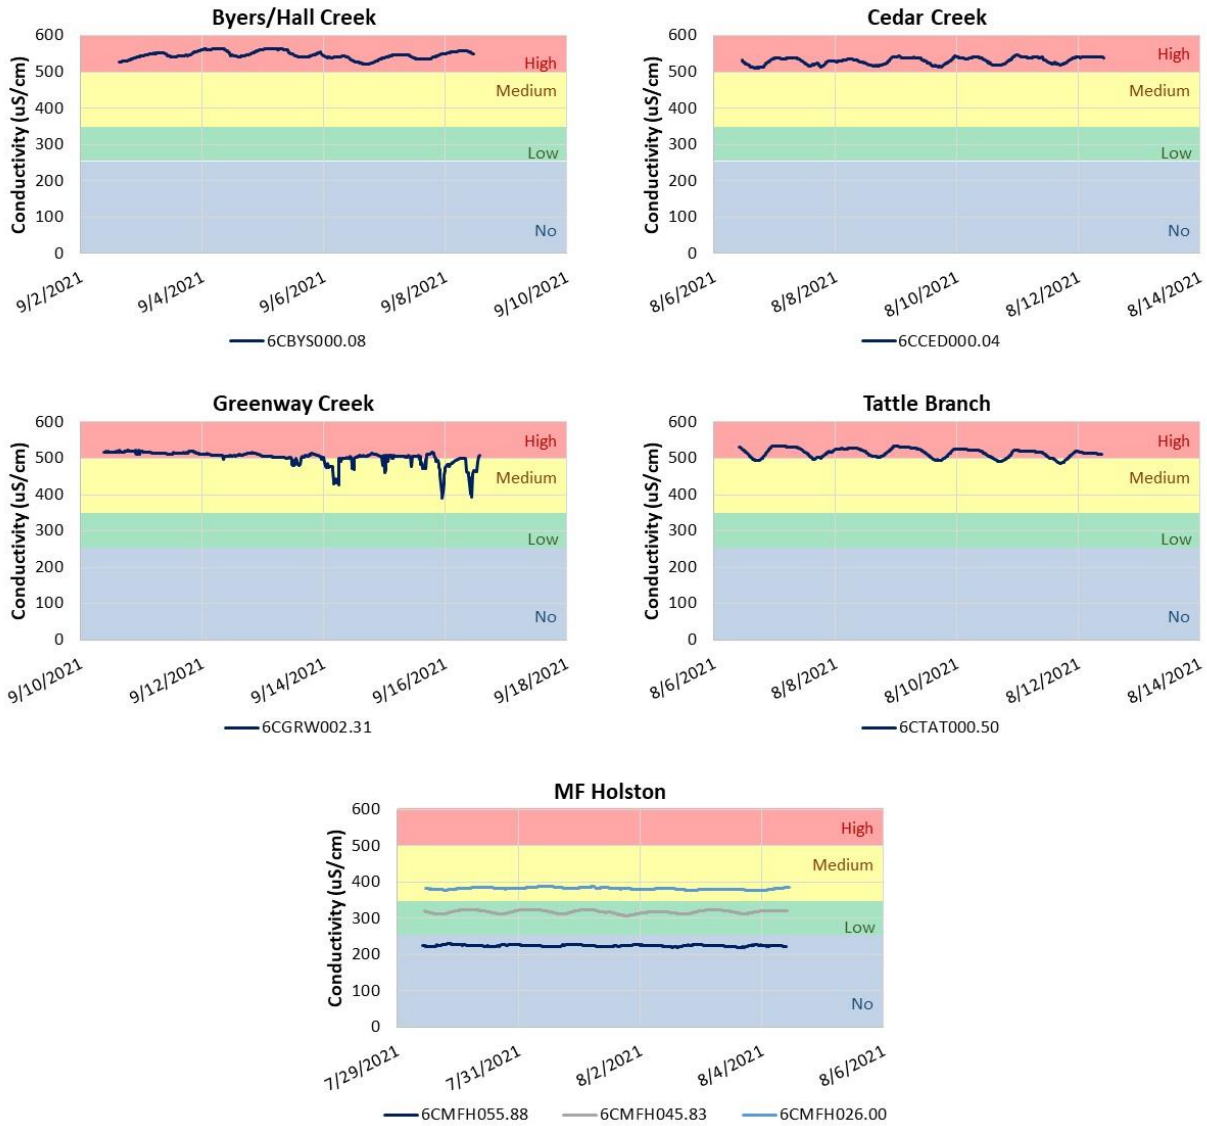 Byers/Hall Creek
Conductivity (uS/cm)
600
500
400
300
200
100
0
High
Medium
Low
No
9/2/2021
9/4/2021
9/6/2021
9/8/2021
9/10/2021
6CBYS000.08
Cedar Creek
Conductivity (uS/cm)
600
500
400
300
200
100
0
High
Medium
Low
No
8/6/2021
8/8/2021
8/10/2021
8/12/2021
8/14/2021
6CCED000.04
Greenway Creek
Conductivity (uS/cm)
600
500
400
300
200
100
0
High
Medium
Low
No
9/10/2021
9/12/2021
9/14/2021
9/16/2021
9/18/2021
6CGRW002.31
Tattle Branch
Conductivity (uS/cm)
600
500
400
300
200
100
0
High
Medium
Low
No
8/6/2021
8/8/2021
8/10/2021
8/12/2021
8/14/2021
6CTAT000.50
MF Holston
Conductivity (uS/cm)
600
500
400
300
200
100
0
High
Medium
Low
No
7/29/2021
7/31/2021
8/2/2021
8/4/2021
8/6/2021
6CMFH055.88 6CMFH045.83 6CMFH026.00